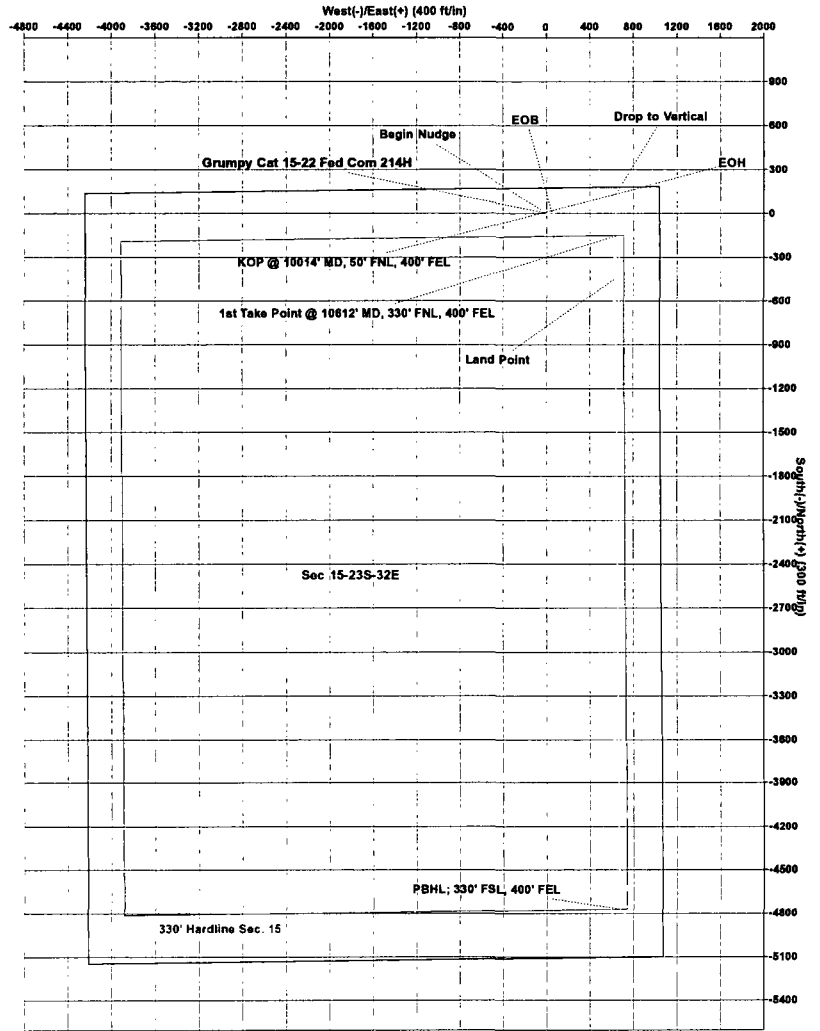 West(-)/East(+) (400 ft/in)
-4800 -4400 -4000 -3600 -3200 -2800 -2400 -2000 -1600 -1200 -800 -400 0 400 800 1200 1600 2000
900
600
300
0
-300
-600
-900
-1200
-1500
-1800
-2100
-2400
-2700
-3000
-3300
-3600
-3900
-4200
-4500
-4800
-5100
-5400
South(-)/North(+) (300 ft/in)
EOB
Drop to Vertical
Begin Nudge
Grumpy Cat 15-22 Fed Com 214H
EOH
KOP @ 10014' MD, 50' FNL, 400' FEL
1st Take Point @ 10612' MD, 330' FNL, 400' FEL
Land Point
Sec 15-23S-32E
PBHL; 330' FSL, 400' FEL
330' Hardline Sec. 15